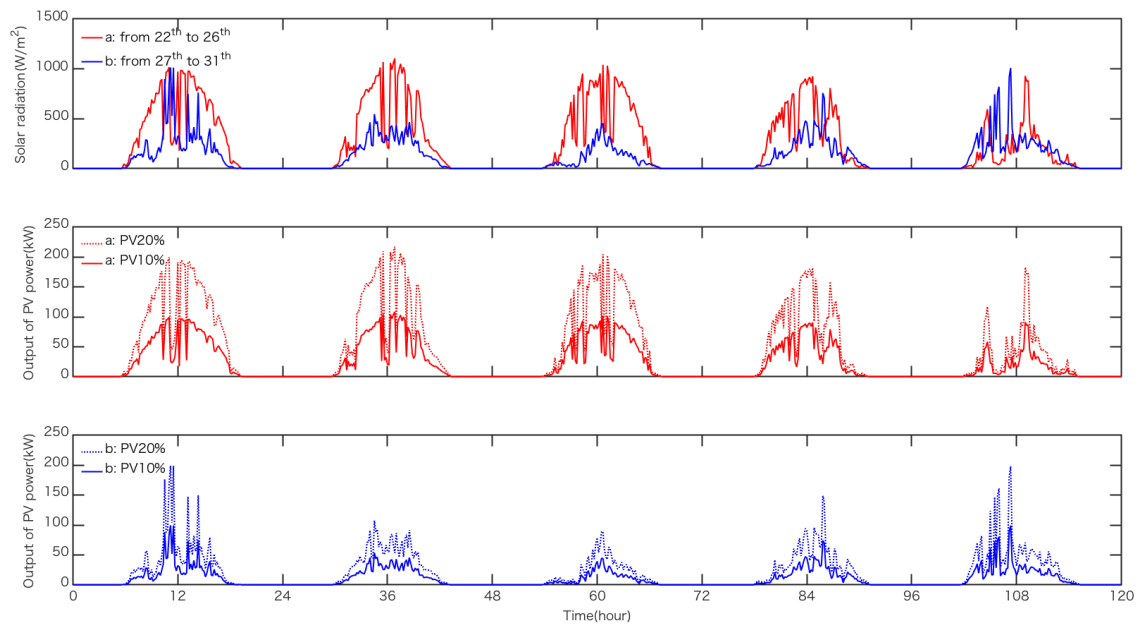 Solar radiation(W/m²)
1500
1000
500
0
a: from 22ᵗʰ to 26ᵗʰ
b: from 27ᵗʰ to 31ᵗʰ
Output of PV power(kW)
250
200
150
100
50
0
a: PV20%
a: PV10%
Output of PV power(kW)
250
200
150
100
50
0
b: PV20%
b: PV10%
0 12 24 36 48 60 72 84 96 108 120
Time(hour)